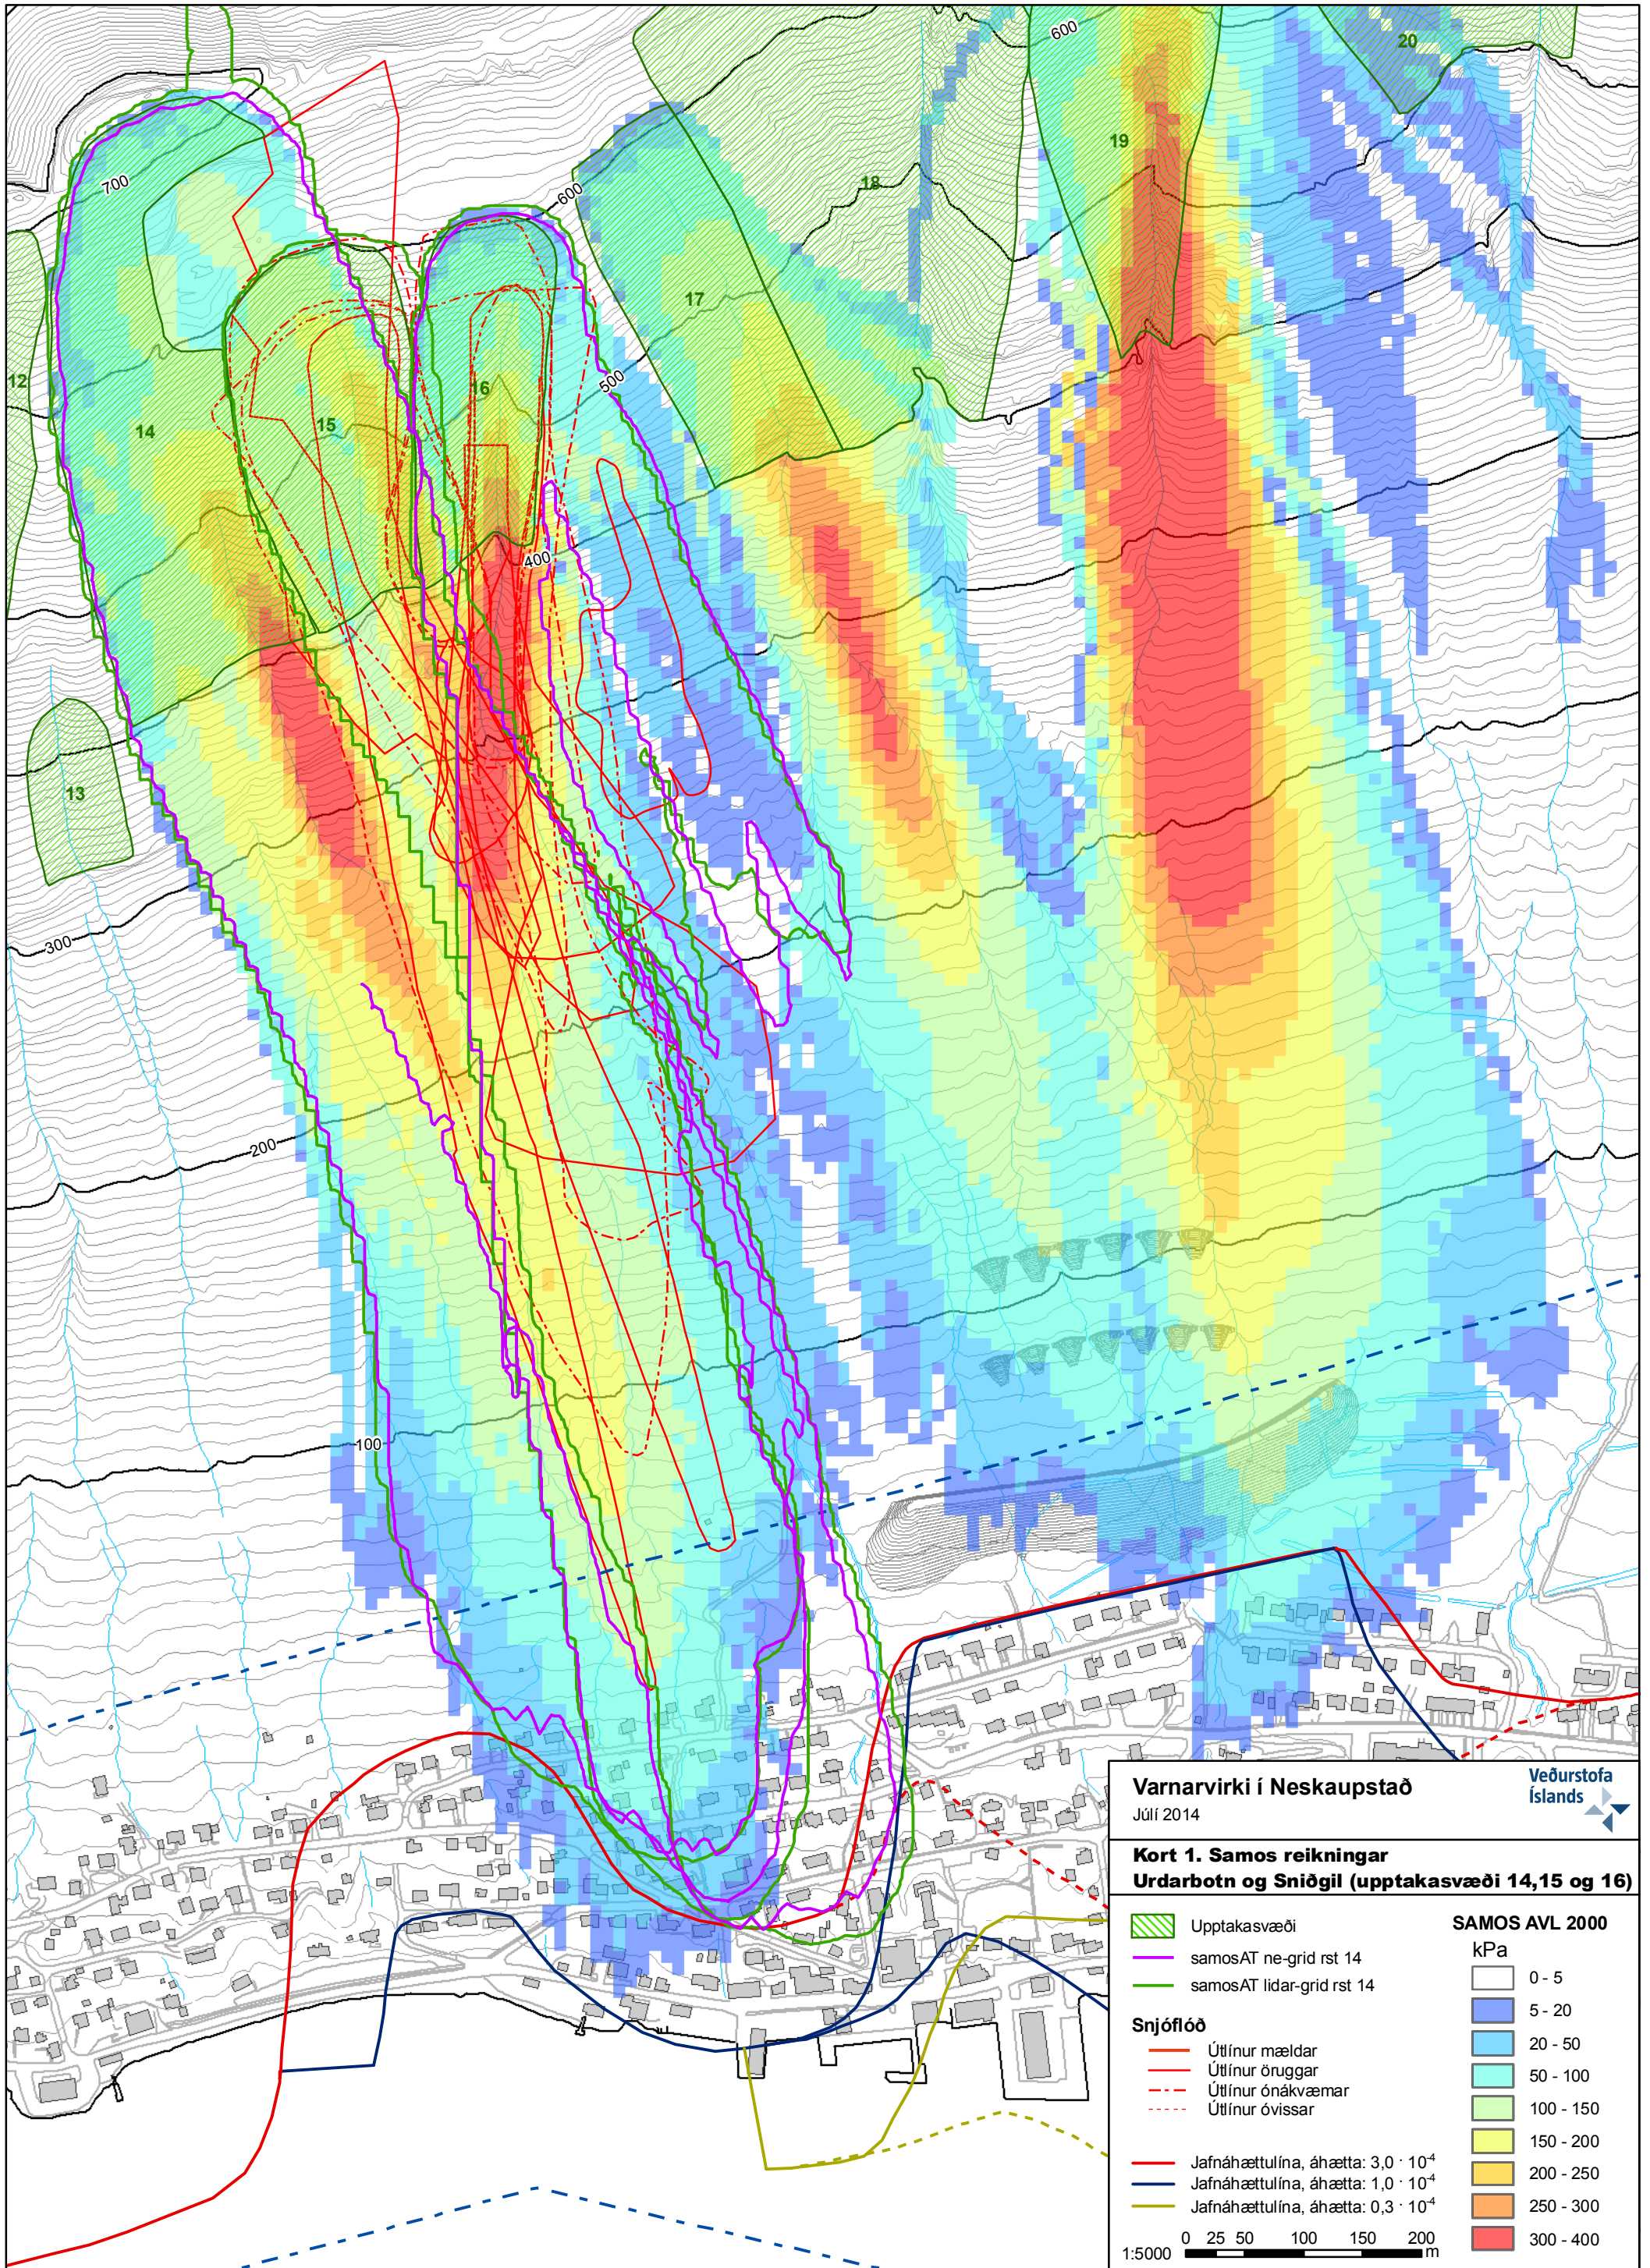 600
20
19
18
700
600
17
12
16
500
14
15
400
13
300
200
100
Varnarvirki í Neskaupstað
Júlí 2014
Veðurstofa
Íslands
Kort 1. Samos reikningar
Urdarbotn og Sniðgil (upptakasvæði 14,15 og 16)
Upptakasvæði
samosAT ne-grid rst 14
samosAT lidar-grid rst 14
Snjóflóð
Útlínur mældar
Útlínur öruggar
Útlínur ónákvæmar
Útlínur óvissar
Jafnáhættulína, áhætta: 3,0 · 10⁻⁴
Jafnáhættulína, áhætta: 1,0 · 10⁻⁴
Jafnáhættulína, áhætta: 0,3 · 10⁻⁴
1:5000
0 25 50 100 150 200
m
SAMOS AVL 2000
kPa
0 - 5
5 - 20
20 - 50
50 - 100
100 - 150
150 - 200
200 - 250
250 - 300
300 - 400